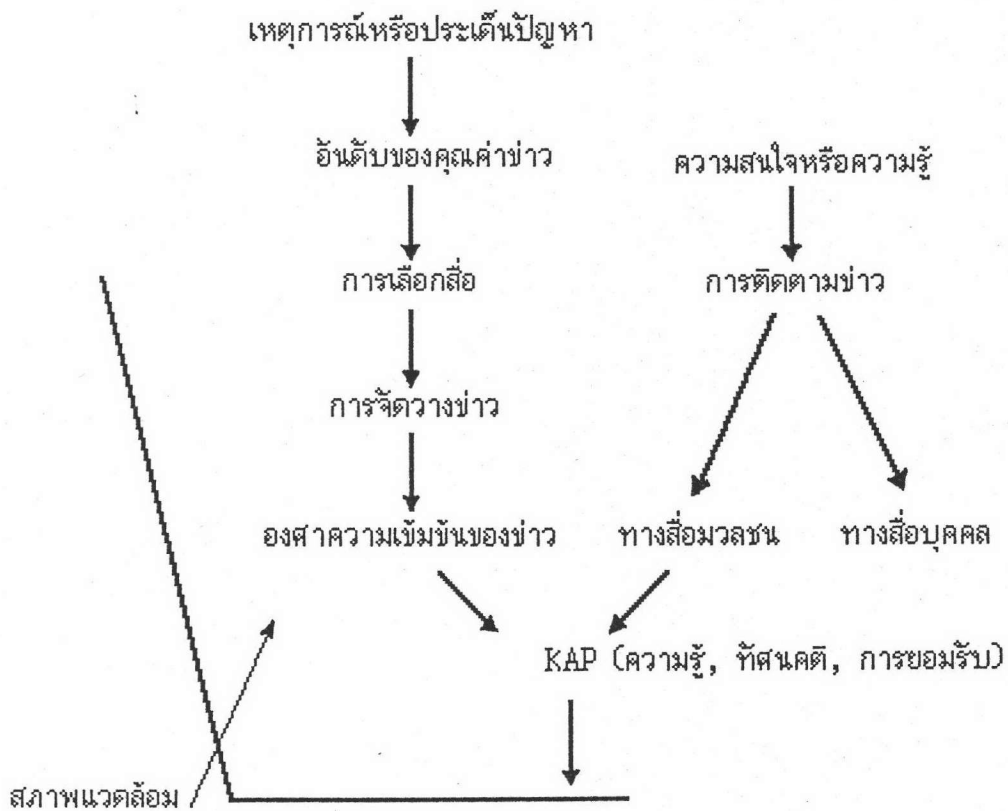 เหตุการณ์หรือประเด็นปัญหา
อันดับของคุณค่าข่าว
ความสนใจหรือความรู้
การเลือกสื่อ
การติดตามข่าว
การจัดวางข่าว
องศาความเข้มข้นของข่าว
ทางสื่อมวลชน
ทางสื่อบุคคล
KAP (ความรู้, ทัศนคติ, การยอมรับ)
สภาพแวดล้อม